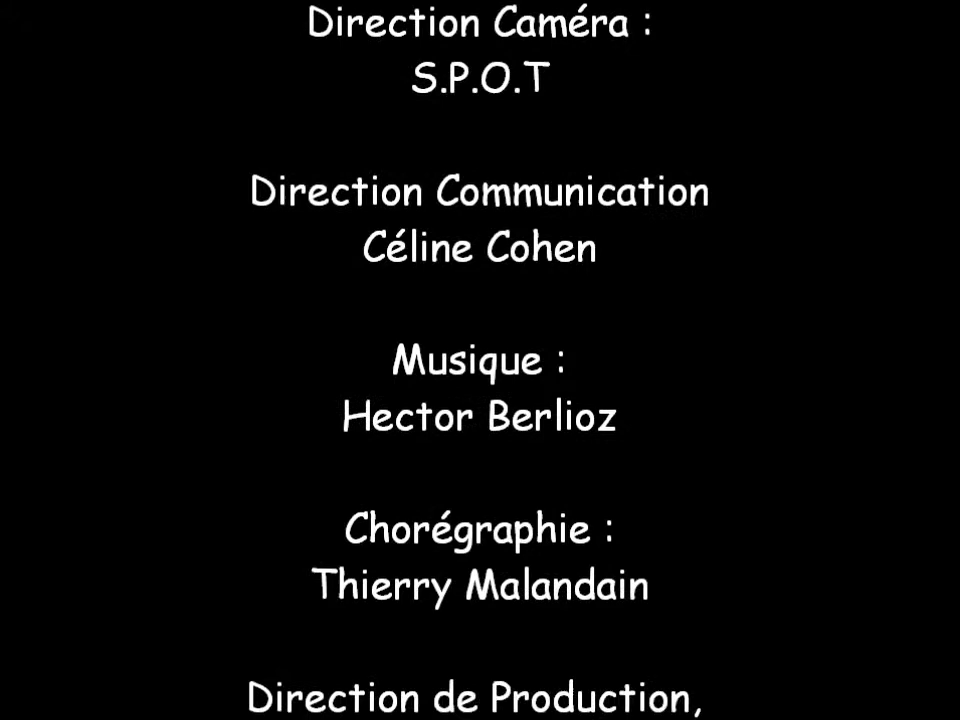 Direction Caméra :
S.P.O.T
Direction Communication
Céline Cohen
Musique :
Hector Berlioz
Chorégraphie :
Thierry Malandain
Direction de Production,